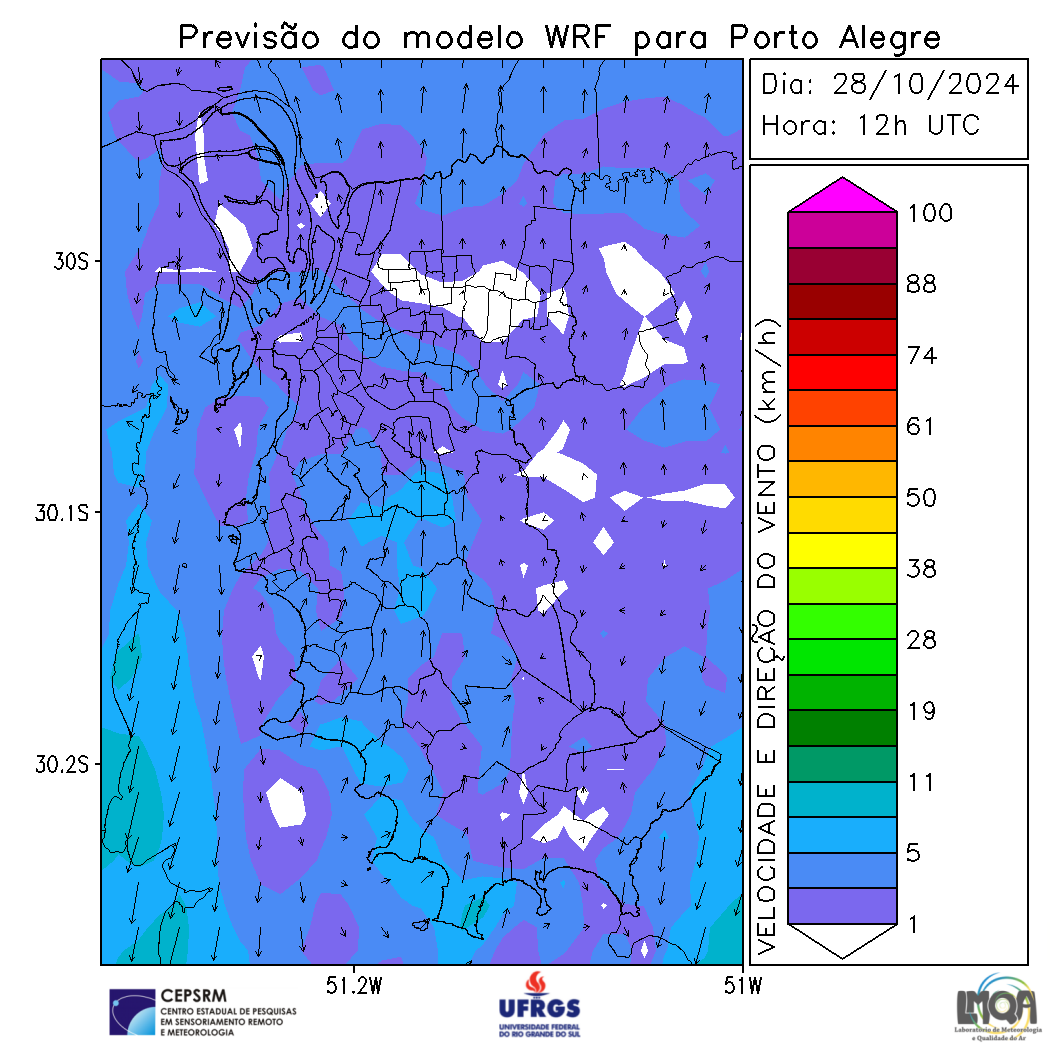 Previsão do modelo WRF para Porto Alegre
Dia: 28/10/2024
Hora: 12h UTC
30S
30.1S
30.2S
51.2W
51W
VELOCIDADE E DIREÇÃO DO VENTO (km/h)
100
88
74
61
50
38
28
19
11
5
1
CEPSRM
CENTRO ESTADUAL DE PESQUISAS
EM SENSORIAMENTO REMOTO
E METEOROLOGIA
UFRGS
UNIVERSIDADE FEDERAL
DO RIO GRANDE DO SUL
LMQA
Laboratório de Meteorologia
e Qualidade do Ar